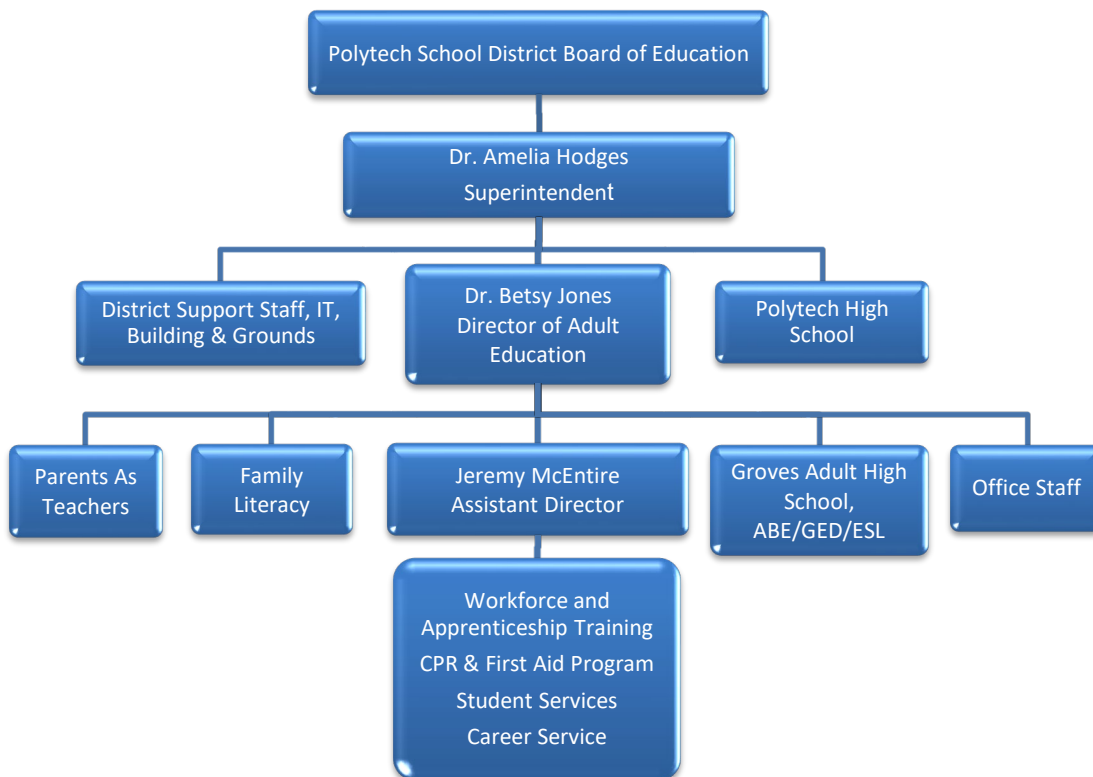 Polytech School District Board of Education
Dr. Amelia Hodges
Superintendent
District Support Staff, IT,
Building & Grounds
Dr. Betsy Jones
Director of Adult
Education
Polytech High
School
Parents As
Teachers
Family
Literacy
Jeremy McEntire
Assistant Director
Groves Adult High
School,
ABE/GED/ESL
Office Staff
Workforce and
Apprenticeship Training
CPR & First Aid Program
Student Services
Career Service